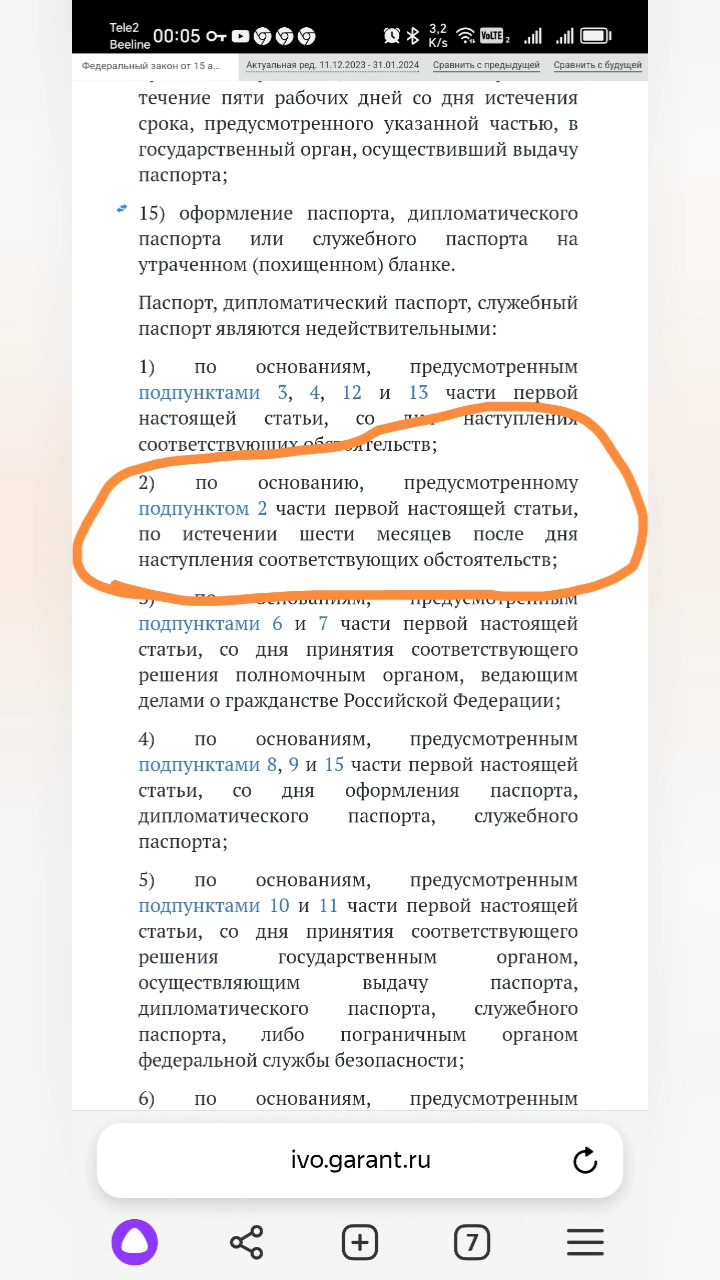 Tele2
Beeline
00:05
3,2
K/s
VoLTE 2
Федеральный закон от 15 а...
Актуальная ред. 11.12.2023 - 31.01.2024
Сравнить с предыдущей
Сравнить с будущей
течение пяти рабочих дней со дня истечения
срока, предусмотренного указанной частью, в
государственный орган, осуществивший выдачу
паспорта;
15) оформление паспорта, дипломатического
паспорта или служебного паспорта на
утраченном (похищенном) бланке.
Паспорт, дипломатический паспорт, служебный
паспорт являются недействительными:
1) по основаниям, предусмотренным
подпунктами 3, 4, 12 и 13 части первой
настоящей статьи, со дня наступления
соответствующих обстоятельств;
2) по основанию, предусмотренному
подпунктом 2 части первой настоящей статьи,
по истечении шести месяцев после дня
наступления соответствующих обстоятельств;
3) по основаниям, предусмотренным
подпунктами 6 и 7 части первой настоящей
статьи, со дня принятия соответствующего
решения полномочным органом, ведающим
делами о гражданстве Российской Федерации;
4) по основаниям, предусмотренным
подпунктами 8, 9 и 15 части первой настоящей
статьи, со дня оформления паспорта,
дипломатического паспорта, служебного
паспорта;
5) по основаниям, предусмотренным
подпунктами 10 и 11 части первой настоящей
статьи, со дня принятия соответствующего
решения государственным органом,
осуществляющим выдачу паспорта,
дипломатического паспорта, служебного
паспорта, либо пограничным органом
федеральной службы безопасности;
6) по основаниям, предусмотренным
ivo.garant.ru
7